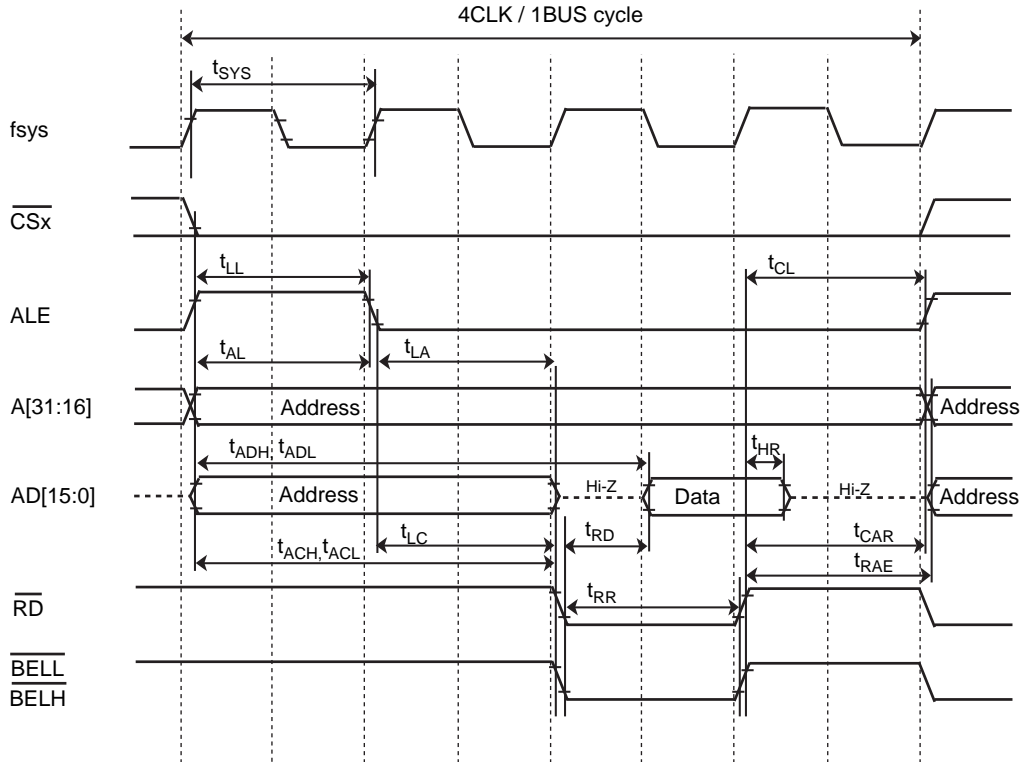 4CLK / 1BUS cycle
tSYS
fsys
CSx
tLL
tCL
ALE
tAL
tLA
A[31:16]
Address
Address
tADH, tADL
tHR
AD[15:0]
Address
Hi-Z
Data
Hi-Z
Address
tLC
tRD
tCAR
tACH,tACL
tRAE
RD
tRR
BELL
BELH